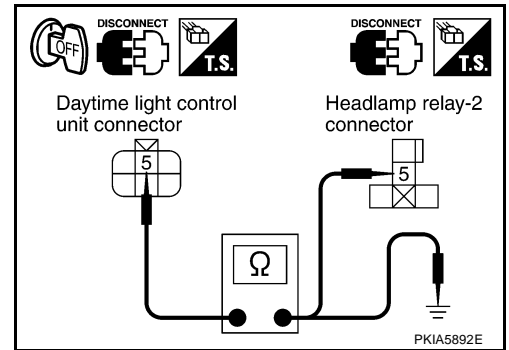 DISCONNECT
DISCONNECT
OFF
T.S.
T.S.
Daytime light control
unit connector
Headlamp relay-2
connector
5
5
Ω
PKIA5892E